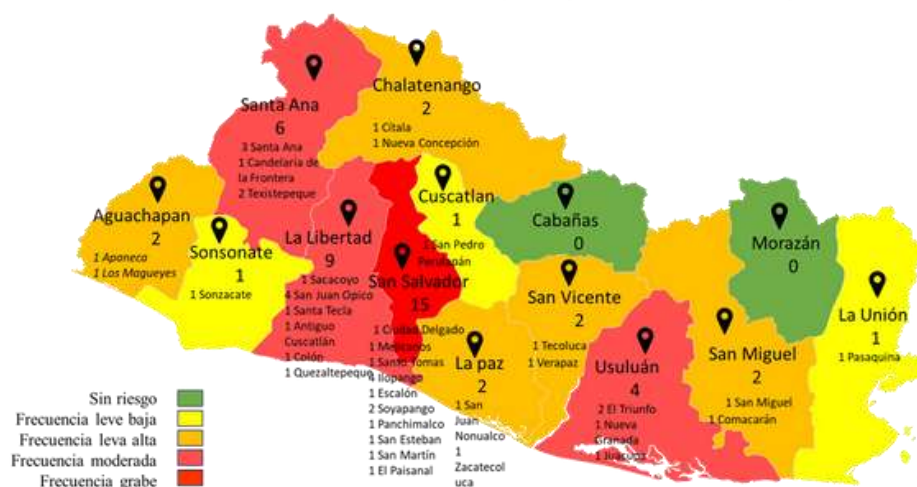 Santa Ana
6
3 Santa Ana
1 Candelaria de
la Frontera
2 Texistepeque
Chalatenango
2
1 Cítala
1 Nueva Concepción
Aguachapan
2
1 Apaneca
1 Los Magueyes
Sonsonate
1
1 Sonzacate
La Libertad
9
1 Sacacoyo
4 San Juan Opico
1 Santa Tecla
1 Antiguo
Cuscatlán
1 Colón
1 Quezaltepeque
San Salvador
15
1 Ciudad Delgado
1 Mejicanos
1 Santo Tomas
4 Ilopango
1 Escalón
2 Soyapango
1 Panchimalco
1 San Esteban
1 San Martín
1 El Paisanal
Cuscatlan
1
1 San Pedro
Perulapán
Cabañas
0
San Vicente
2
1 Tecoluca
1 Verapaz
La paz
2
1 San
Juan
Nonualco
1
Zacatecol
uca
Usuluán
4
2 El Triunfo
1 Nueva
Granada
1 Juacupa
San Miguel
2
1 San Miguel
1 Comacarán
Morazán
0
La Unión
1
1 Pasaquina
Sin riesgo
Frecuencia leve baja
Frecuencia leva alta
Frecuencia moderada
Frecuencia grabe